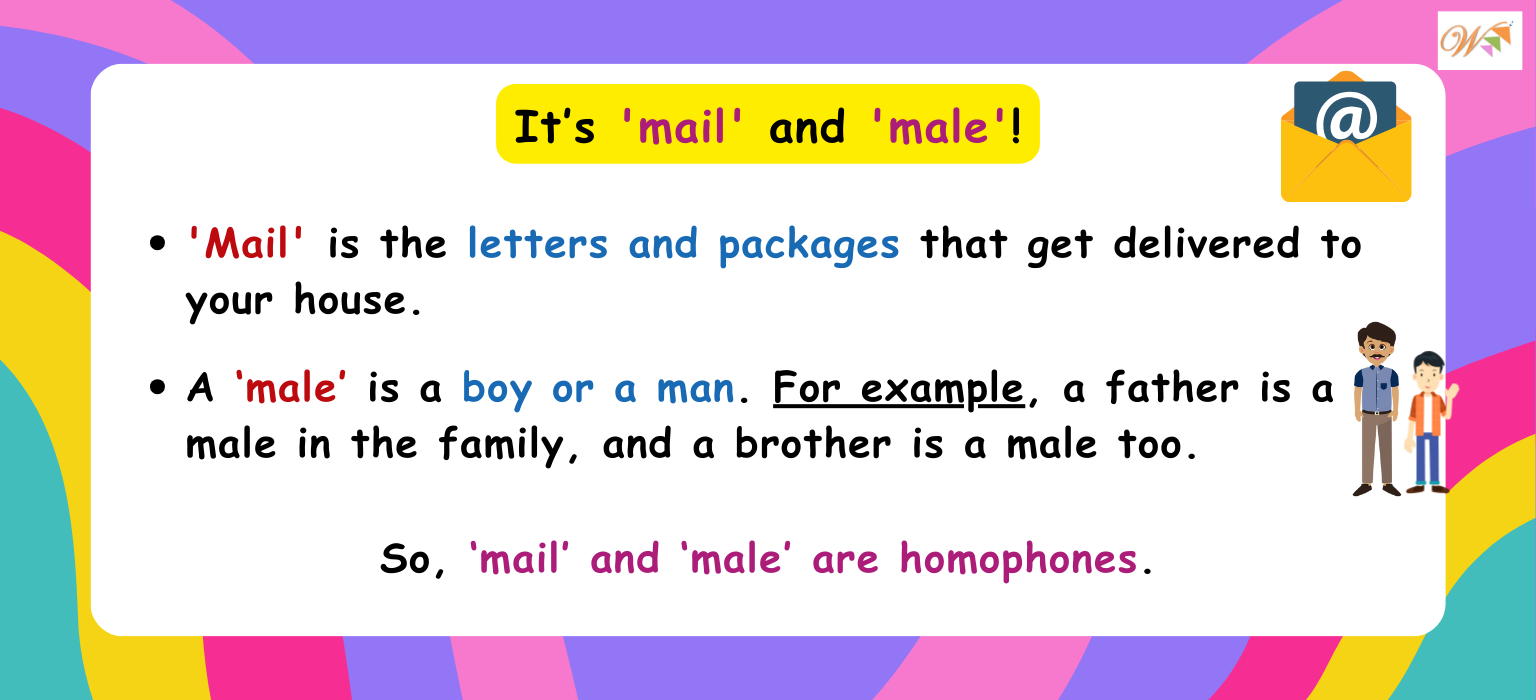 It's 'mail' and 'male'!
@
• 'Mail' is the letters and packages that get delivered to
your house.
• A ‘male’ is a boy or a man. For example, a father is a
male in the family, and a brother is a male too.
So, ‘mail’ and ‘male’ are homophones.
W